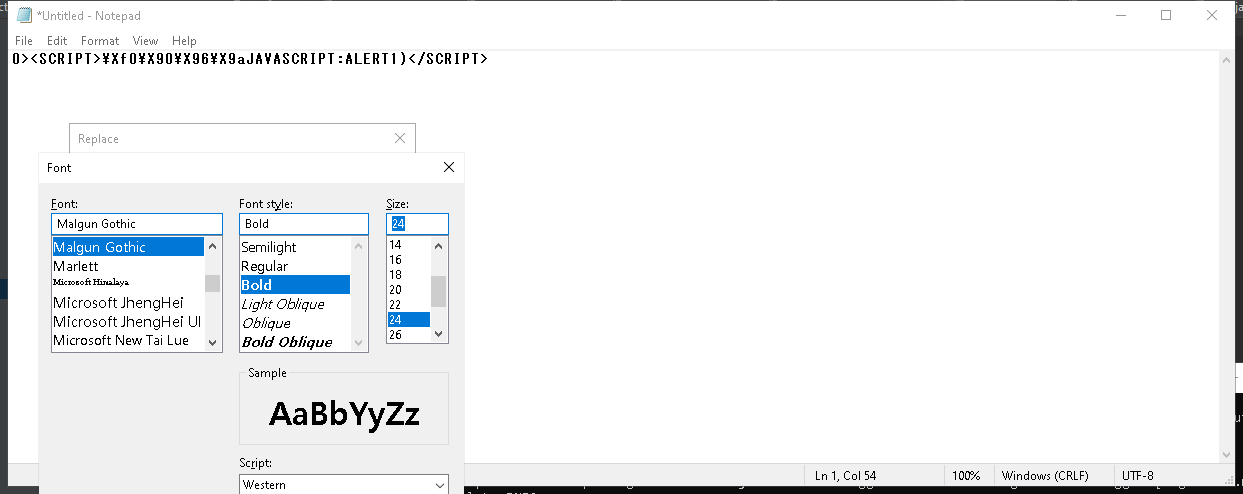 *Untitled - Notepad
File Edit Format View Help
0><SCRIPT>¥Xf0¥X90¥X96¥X9aJAVASCRIPT:ALERT1)</SCRIPT>
Replace
Font
Font: Font style: Size:
Malgun Gothic Bold 24
Malgun Gothic
Marlett
Microsoft Himalaya
Microsoft JhengHei
Microsoft JhengHei UI
Microsoft New Tai Lue
Semilight
Regular
Bold
Light Oblique
Oblique
Bold Oblique
14
16
18
20
22
24
26
Sample
AaBbYyZz
Script:
Western
Ln 1, Col 54 100% Windows (CRLF) UTF-8